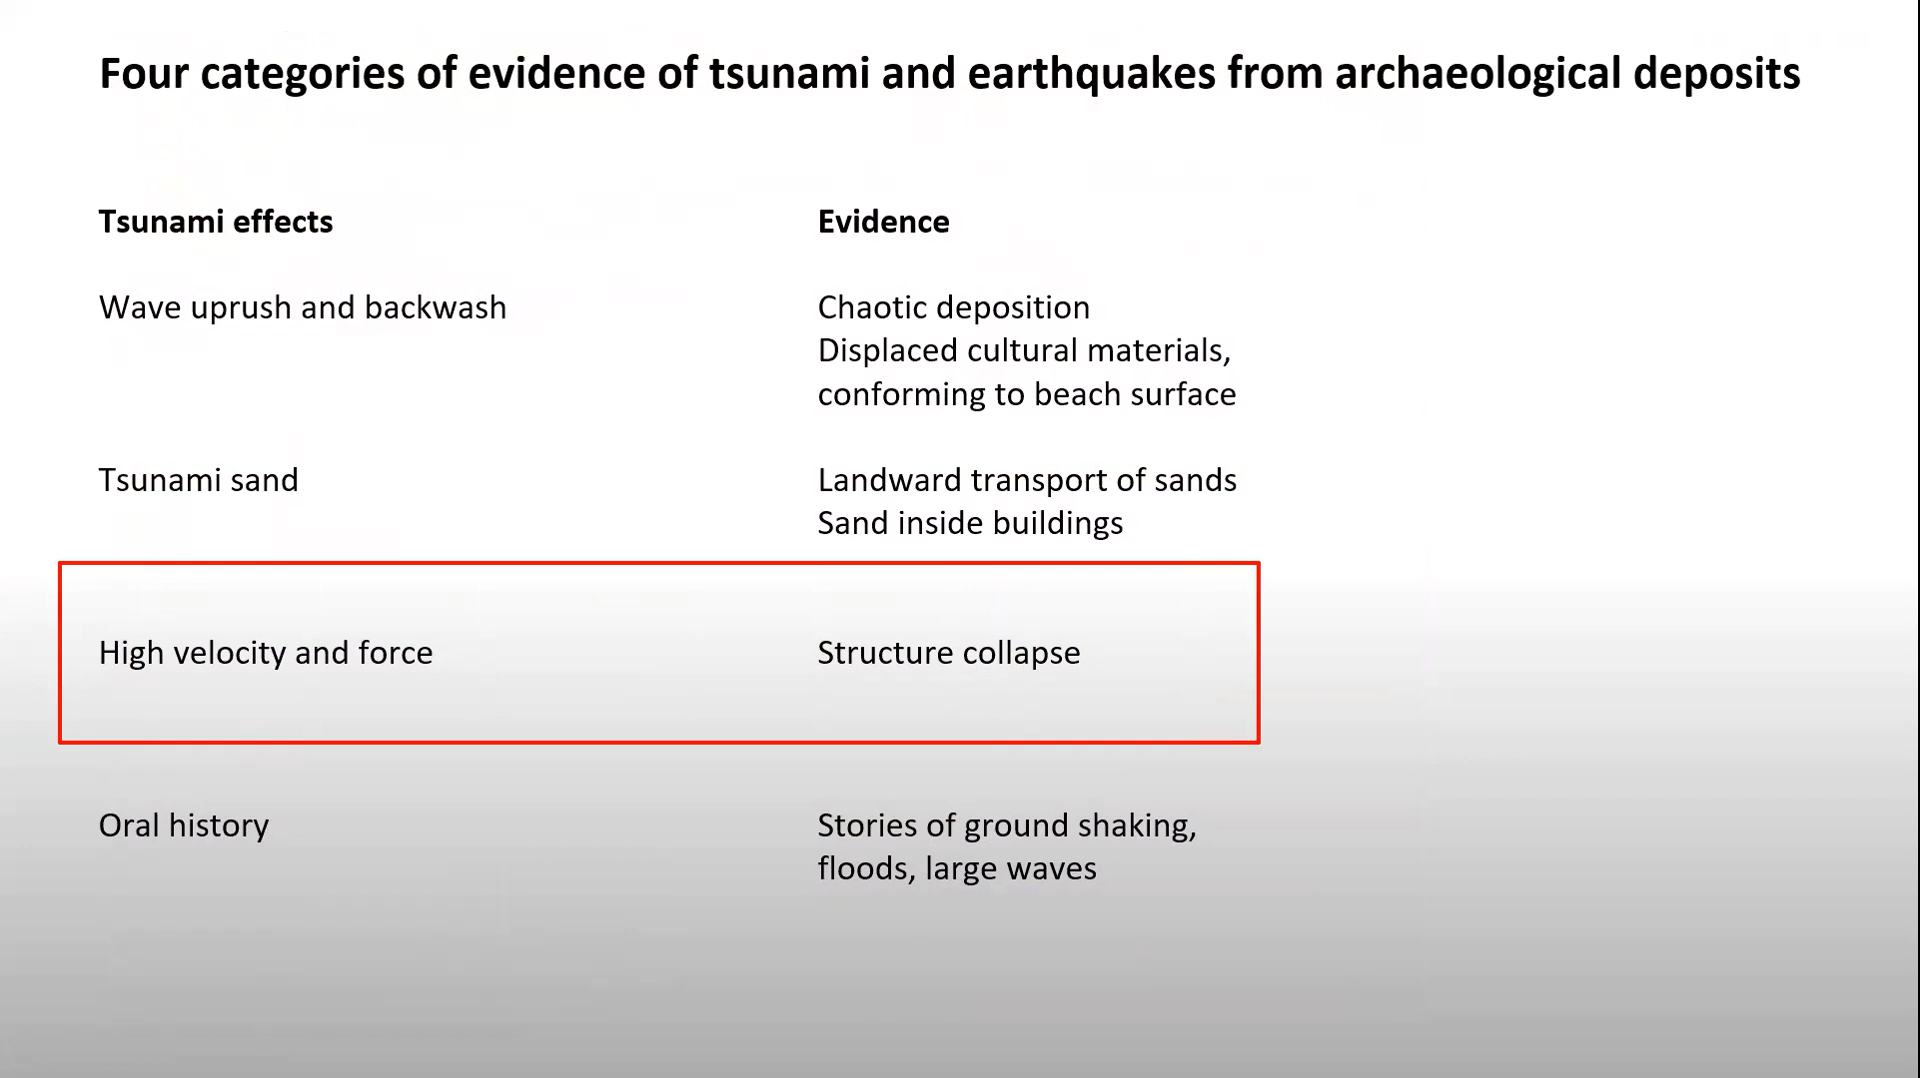 Four categories of evidence of tsunami and earthquakes from archaeological deposits
Tsunami effects
Evidence
Wave uprush and backwash
Chaotic deposition
Displaced cultural materials,
conforming to beach surface
Tsunami sand
Landward transport of sands
Sand inside buildings
High velocity and force
Structure collapse
Oral history
Stories of ground shaking,
floods, large waves